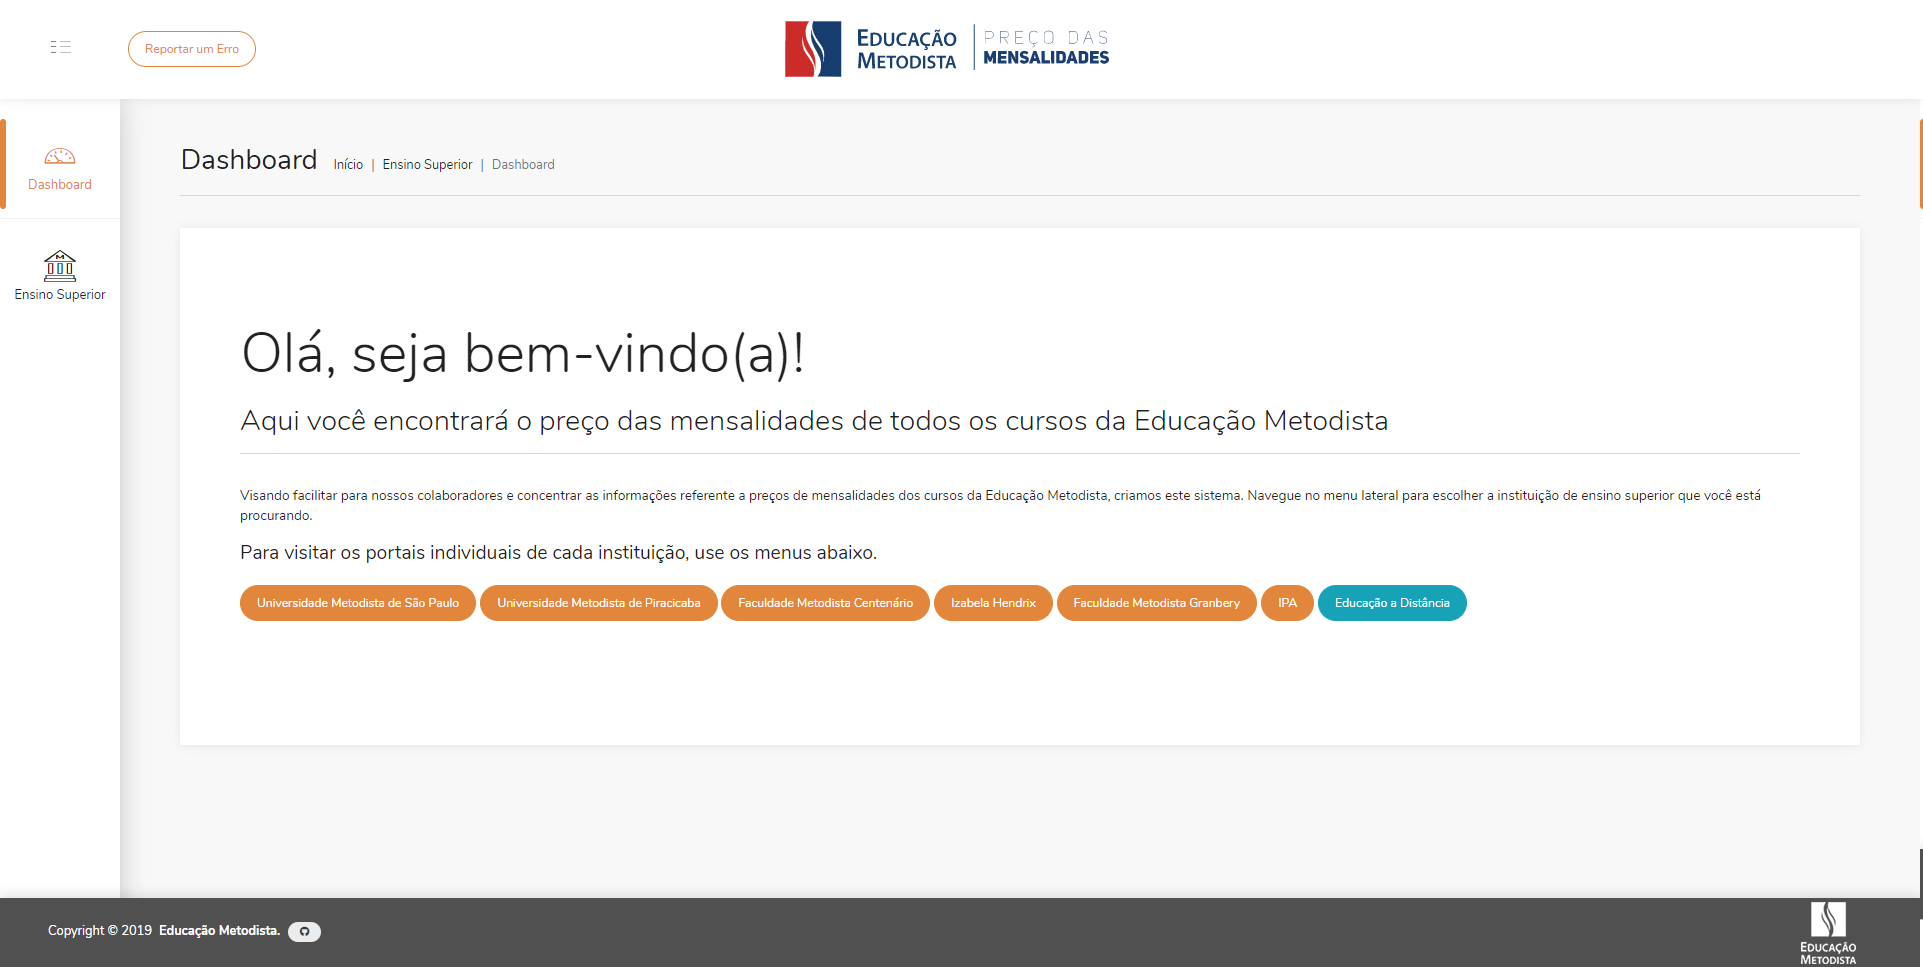 Reportar um Erro
EDUCAÇÃO
METODISTA
PREÇO DAS
MENSALIDADES
Dashboard
Ensino Superior
Dashboard Início | Ensino Superior | Dashboard
Olá, seja bem-vindo(a)!
Aqui você encontrará o preço das mensalidades de todos os cursos da Educação Metodista
Visando facilitar para nossos colaboradores e concentrar as informações referente a preços de mensalidades dos cursos da Educação Metodista, criamos este sistema. Navegue no menu lateral para escolher a instituição de ensino superior que você está
procurando.
Para visitar os portais individuais de cada instituição, use os menus abaixo.
Universidade Metodista de São Paulo Universidade Metodista de Piracicaba Faculdade Metodista Centenário Izabela Hendrix Faculdade Metodista Granbery IPA Educação a Distância
Copyright © 2019 Educação Metodista.
EDUCAÇÃO
METODISTA